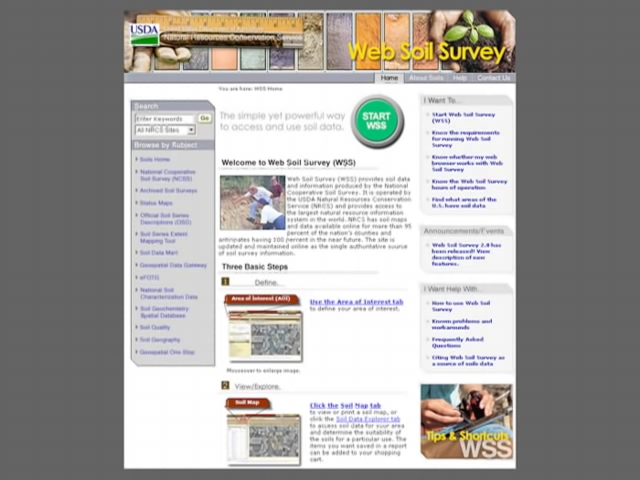 USDA
Natural Resources Conservation Service
Web Soil Survey
Home
About Soils
Help
Contact Us
You are here: WSS Home
Search
Enter Keywords
Go
All NRCS Sites
Browse by Subject
Soils Home
National Cooperative
Soil Survey (NCSS)
Archived Soil Surveys
Status Maps
Official Soil Series
Descriptions (OSD)
Soil Series Extent
Mapping Tool
Soil Data Mart
Geospatial Data Gateway
eFOTG
National Soil
Characterization Data
Soil Geochemistry
Spatial Database
Soil Quality
Soil Geography
Geospatial One Stop
The simple yet powerful way
to access and use soil data.
START
WSS
Welcome to Web Soil Survey (WSS)
Web Soil Survey (WSS) provides soil data
and information produced by the National
Cooperative Soil Survey. It is operated by
the USDA Natural Resources Conservation
Service (NRCS) and provides access to
the largest natural resource information
system in the world. NRCS has soil maps
and data available online for more than 95
percent of the nation's counties and
anticipates having 100 percent in the near future. The site is
updated and maintained online as the single authoritative source
of soil survey information.
Three Basic Steps
1 Define.
Area of Interest (AOI)
Use the Area of Interest tab
to define your area of interest.
Mouseover to enlarge image.
2 View/Explore.
Soil Map
Click the Soil Map tab
to view or print a soil map, or
click the Soil Data Explorer tab
to access soil data for your area
and determine the suitability of
the soils for a particular use. The
items you want saved in a report
can be added to your shopping
cart.
I Want To...
Start Web Soil Survey
(WSS)
Know the requirements
for running Web Soil
Survey
Know whether my web
browser works with Web
Soil Survey
Know the Web Soil Survey
hours of operation
Find what areas of the
U.S. have soil data
Announcements/Events
Web Soil Survey 2.0 has
been released! View
description of new
features.
I Want Help With...
How to use Web Soil
Survey
Known problems and
workarounds
Frequently Asked
Questions
Citing Web Soil Survey as
a source of soils data
Tips & Shortcuts
WSS